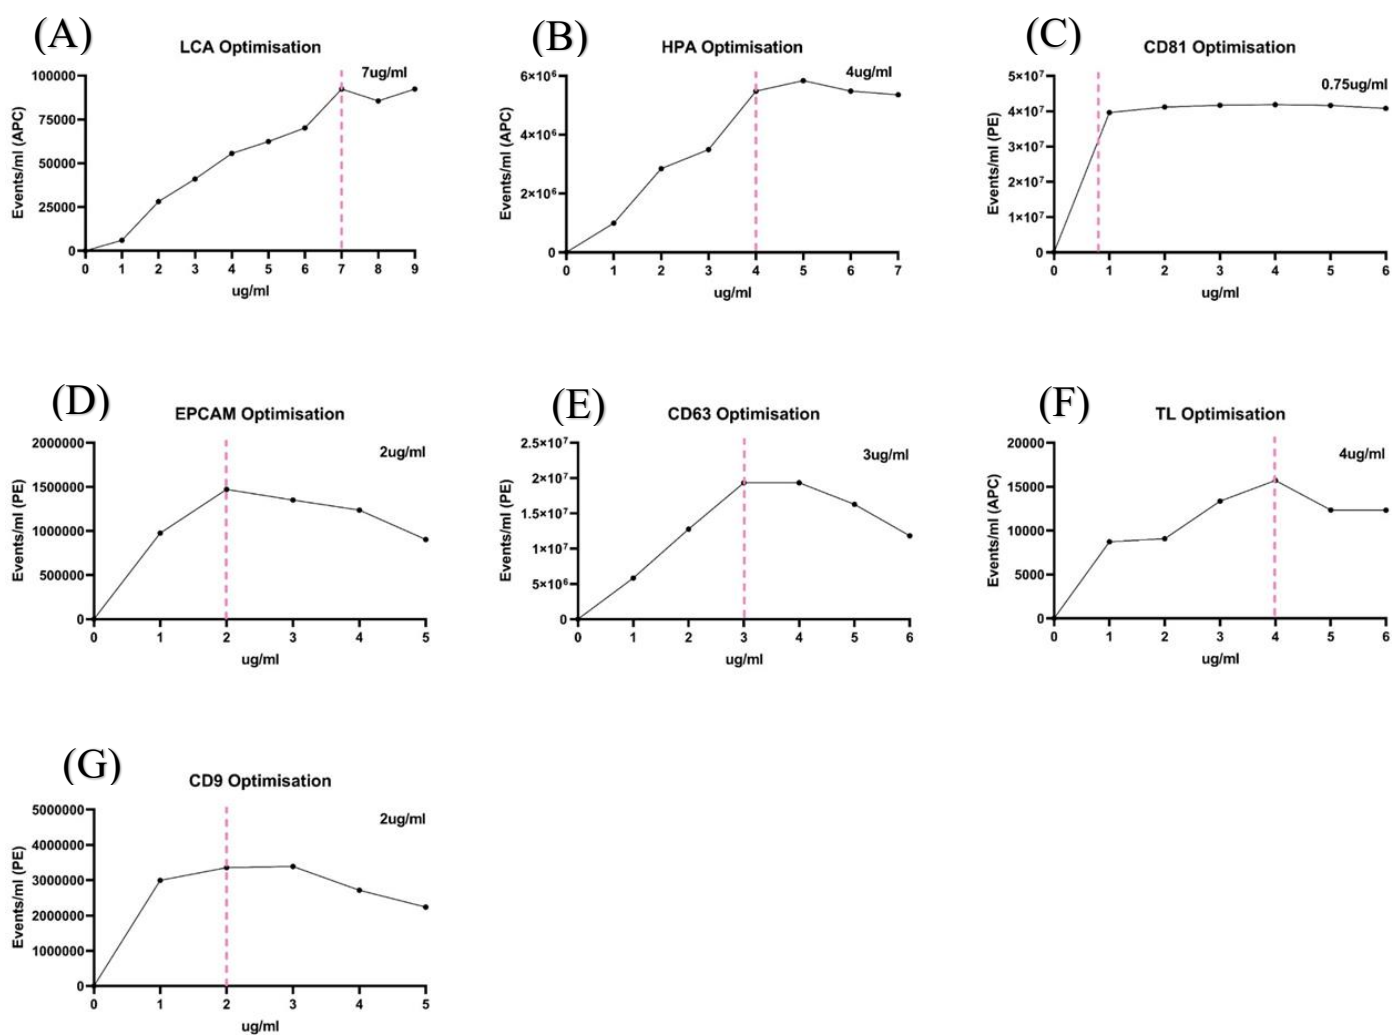 (A)
LCA Optimisation
7ug/ml
Events/ml (APC)
100000
75000
50000
25000
0
0 1 2 3 4 5 6 7 8 9
ug/ml
(B)
HPA Optimisation
4ug/ml
Events/ml (APC)
6×10⁶
4×10⁶
2×10⁶
0
0 1 2 3 4 5 6 7
ug/ml
(C)
CD81 Optimisation
0.75ug/ml
Events/ml (PE)
5×10⁷
4×10⁷
3×10⁷
2×10⁷
1×10⁷
0
0 1 2 3 4 5 6
ug/ml
(D)
EPCAM Optimisation
2ug/ml
Events/ml (PE)
2000000
1500000
1000000
500000
0
0 1 2 3 4 5
ug/ml
(E)
CD63 Optimisation
3ug/ml
Events/ml (PE)
2.5×10⁷
2×10⁷
1.5×10⁷
1×10⁷
5×10⁶
0
0 1 2 3 4 5 6
ug/ml
(F)
TL Optimisation
4ug/ml
Events/ml (APC)
20000
15000
10000
5000
0
0 1 2 3 4 5 6
ug/ml
(G)
CD9 Optimisation
2ug/ml
Events/ml (PE)
5000000
4000000
3000000
2000000
1000000
0
0 1 2 3 4 5
ug/ml